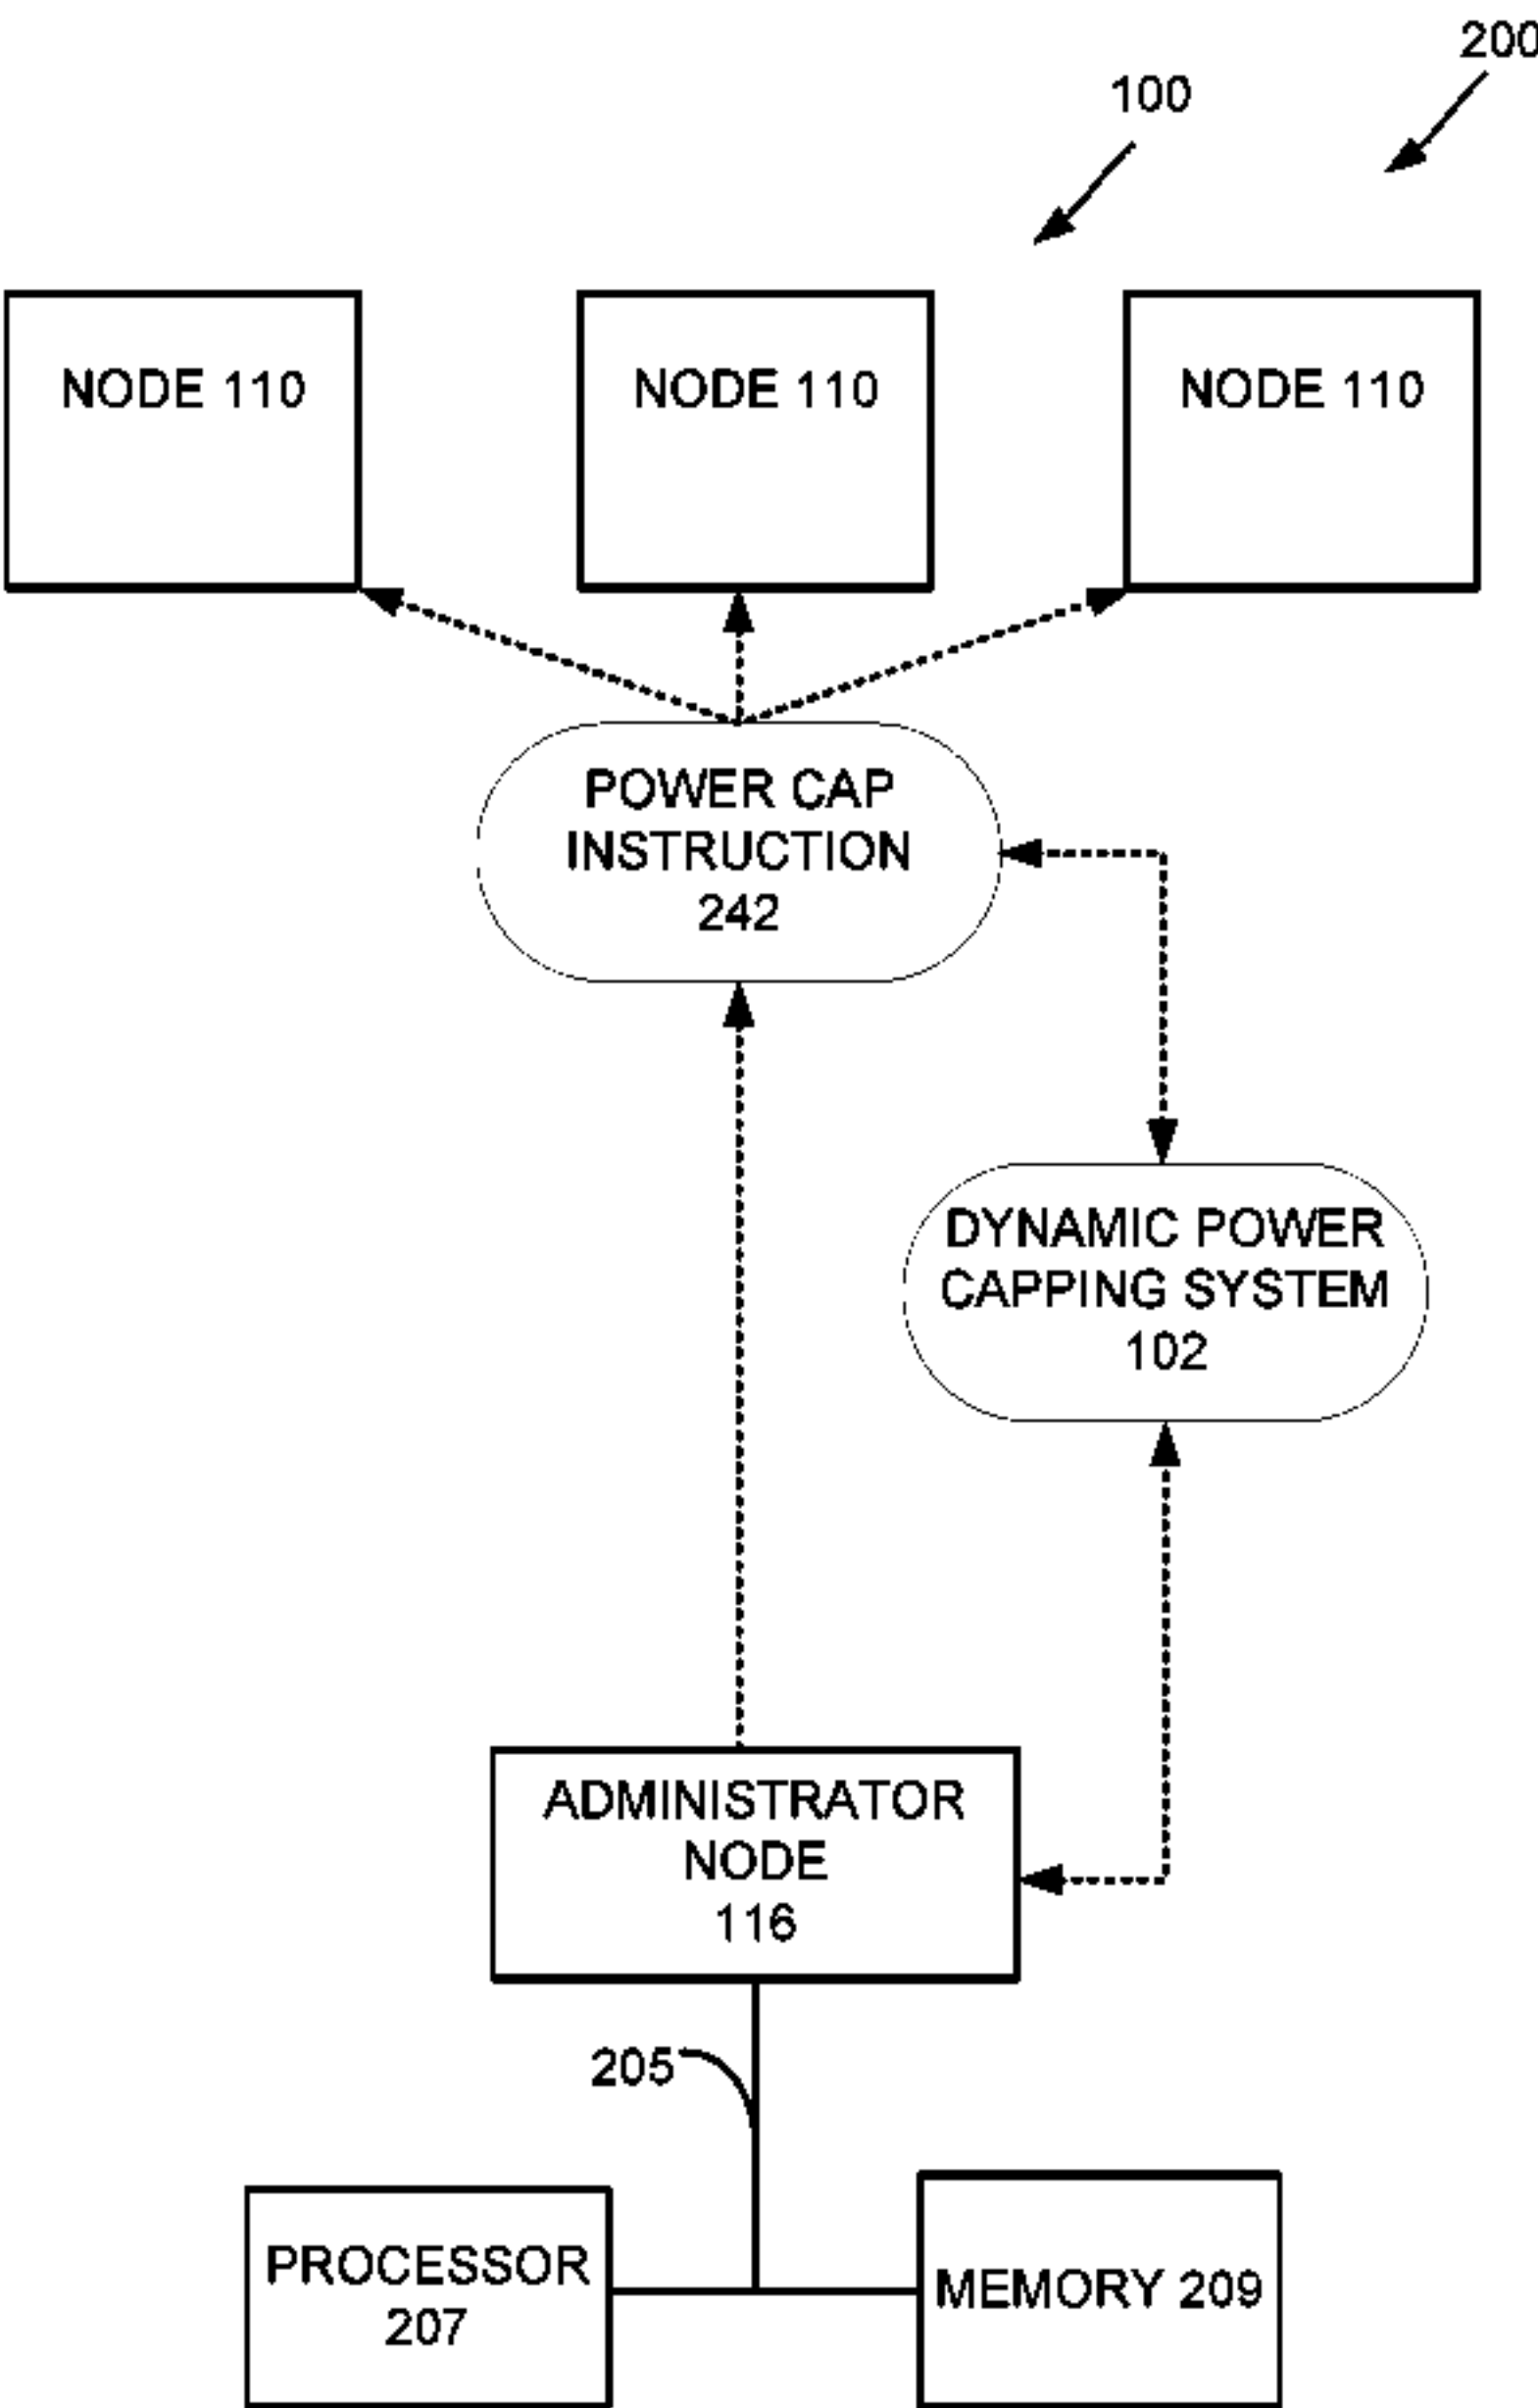 200
100
NODE 110
NODE 110
NODE 110
POWER CAP
INSTRUCTION
242
DYNAMIC POWER
CAPPING SYSTEM
102
ADMINISTRATOR
NODE
116
205
PROCESSOR
207
MEMORY 209